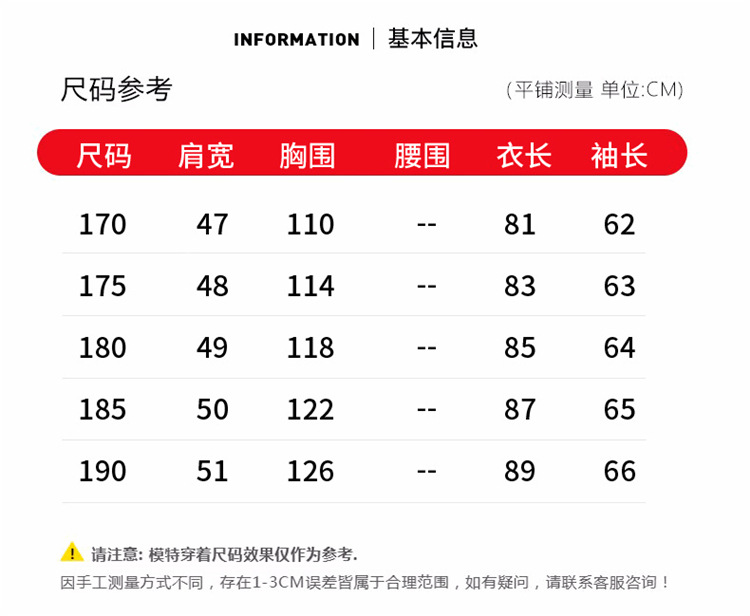 INFORMATION | 基本信息
尺码参考 (平铺测量 单位:CM)
尺码 肩宽 胸围 腰围 衣长 袖长
170 47 110 -- 81 62
175 48 114 -- 83 63
180 49 118 -- 85 64
185 50 122 -- 87 65
190 51 126 -- 89 66
请注意: 模特穿着尺码效果仅作为参考.
因手工测量方式不同，存在1-3CM误差皆属于合理范围，如有疑问，请联系客服咨询！